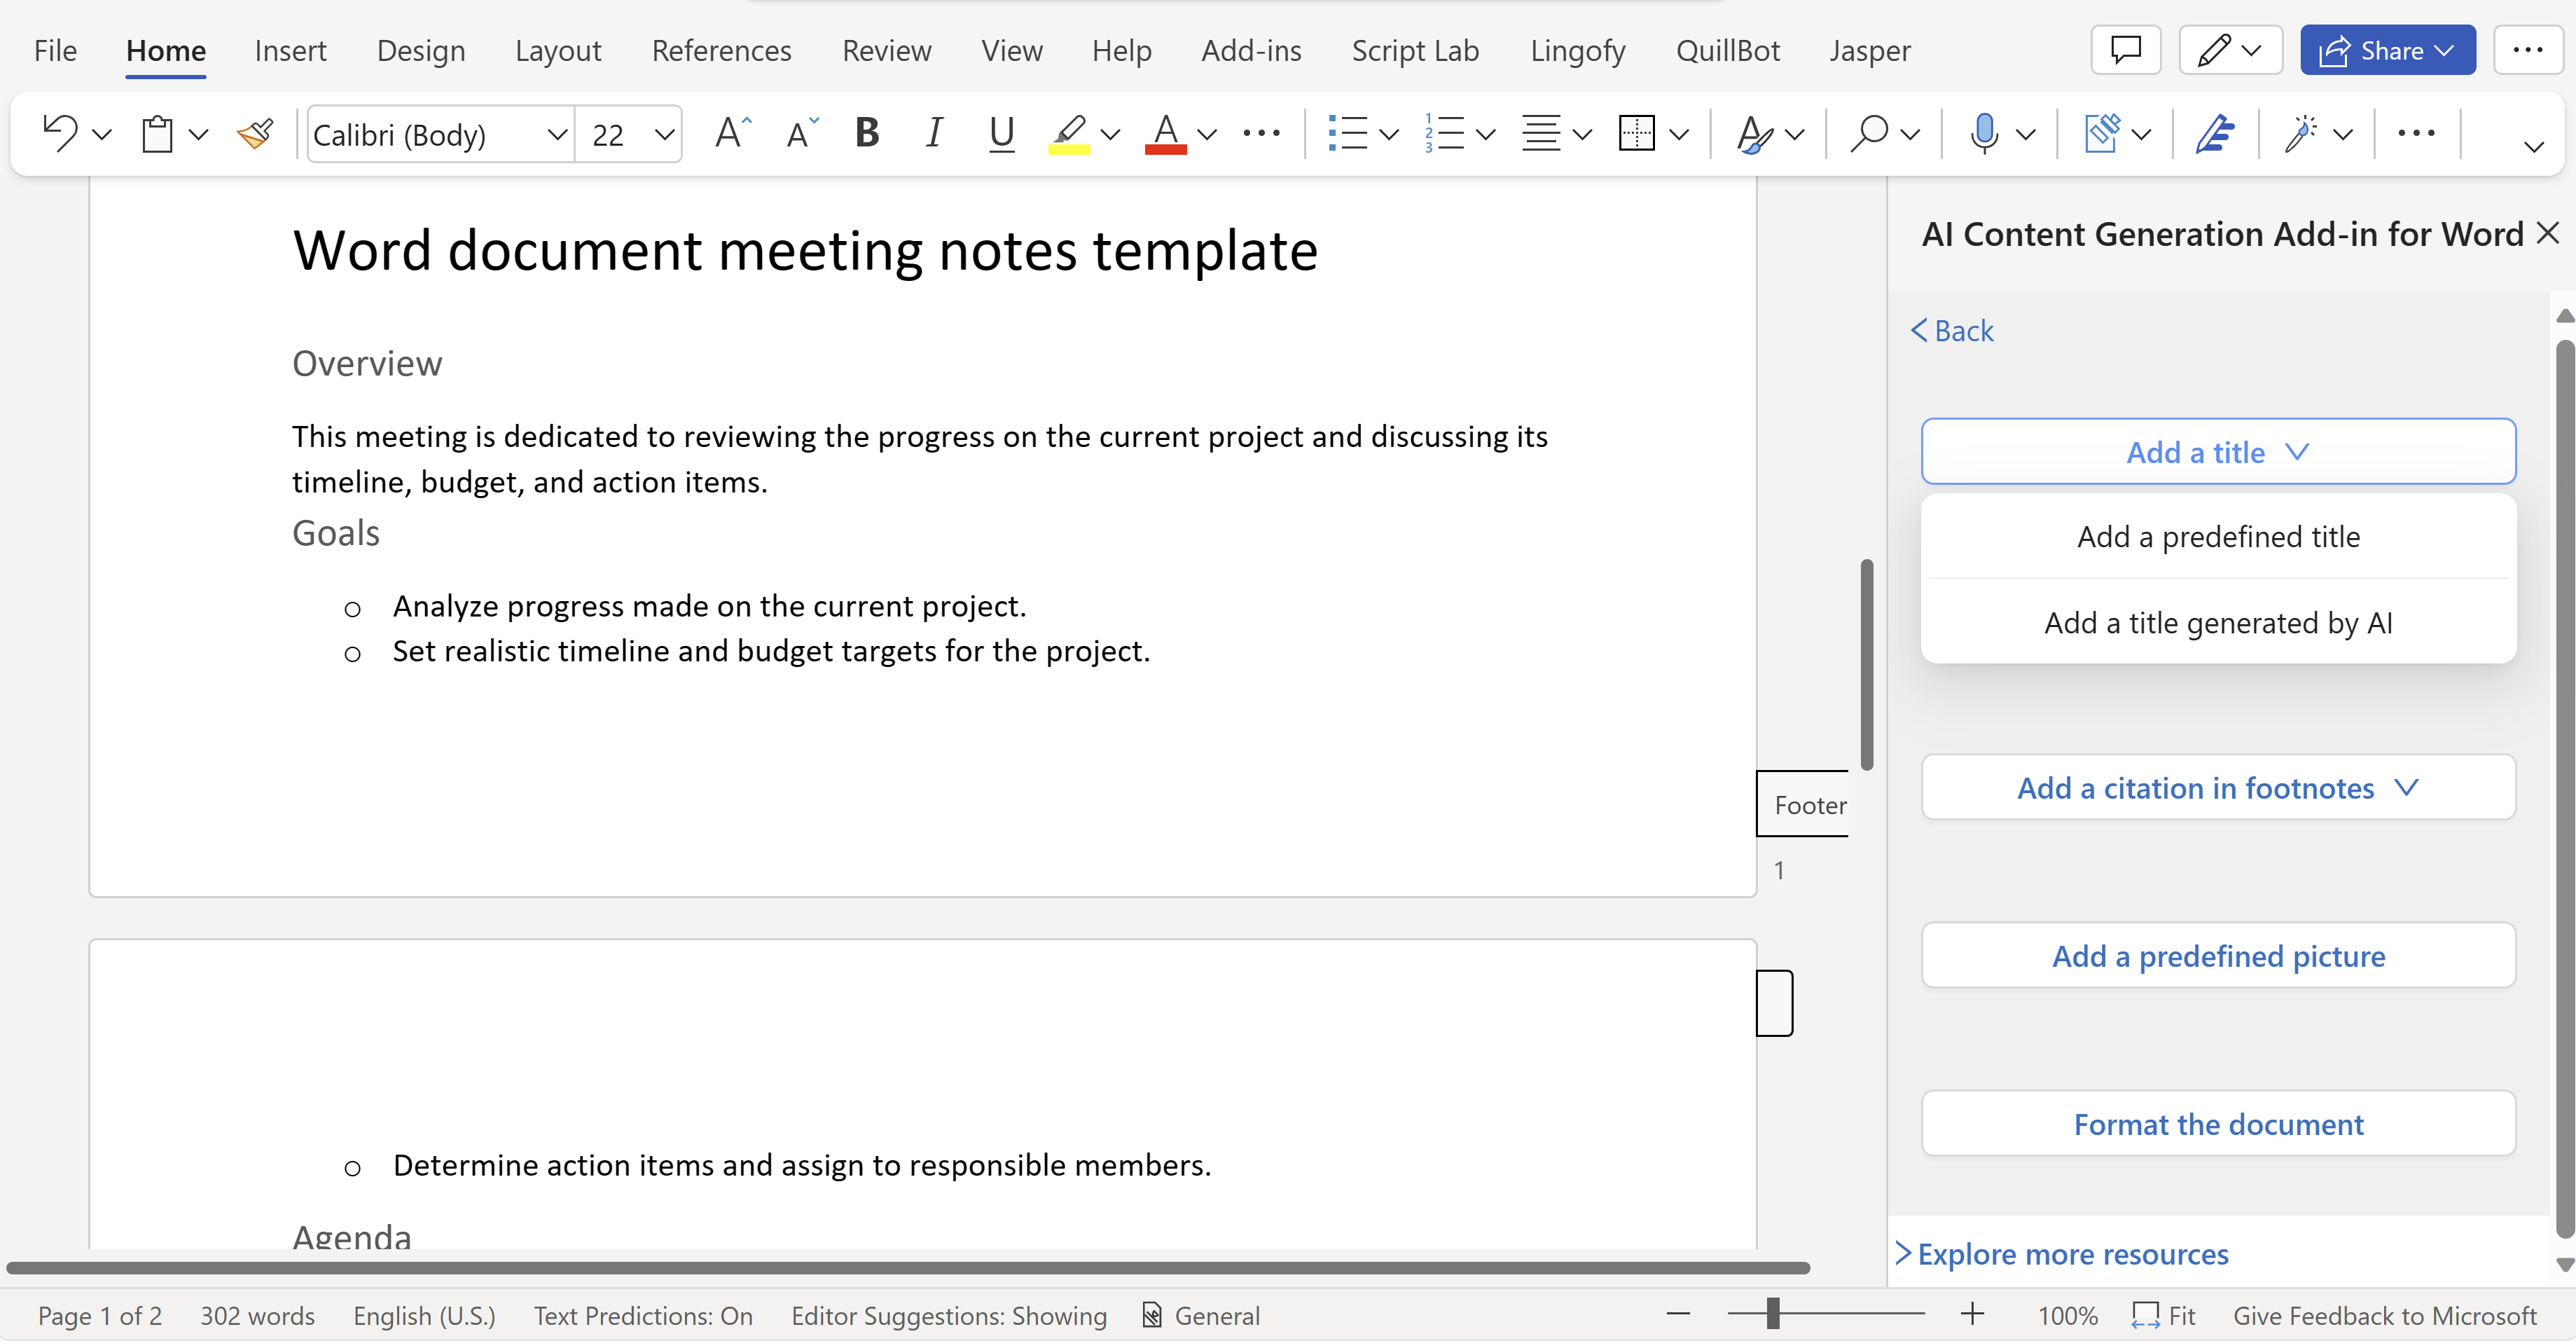 File Home Insert Design Layout References Review View Help Add-ins Script Lab Lingofy QuillBot Jasper Share
Calibri (Body) 22
Word document meeting notes template
Overview
This meeting is dedicated to reviewing the progress on the current project and discussing its
timeline, budget, and action items.
Goals
o Analyze progress made on the current project.
o Set realistic timeline and budget targets for the project.
Footer
1
o Determine action items and assign to responsible members.
Agenda
AI Content Generation Add-in for Word
Back
Add a title
Add a predefined title
Add a title generated by AI
Add a citation in footnotes
Add a predefined picture
Format the document
Explore more resources
Page 1 of 2 302 words English (U.S.) Text Predictions: On Editor Suggestions: Showing General 100% Fit Give Feedback to Microsoft